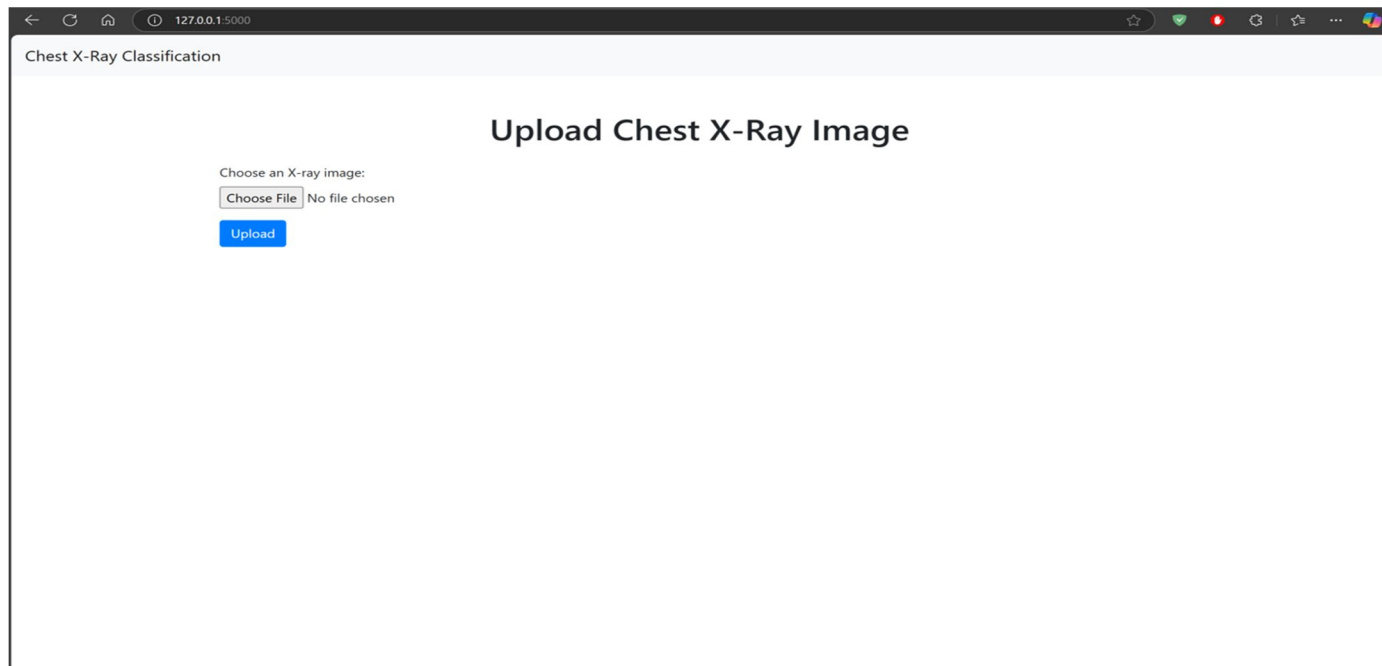 127.0.0.1:5000
Chest X-Ray Classification
Upload Chest X-Ray Image
Choose an X-ray image:
Choose File No file chosen
Upload